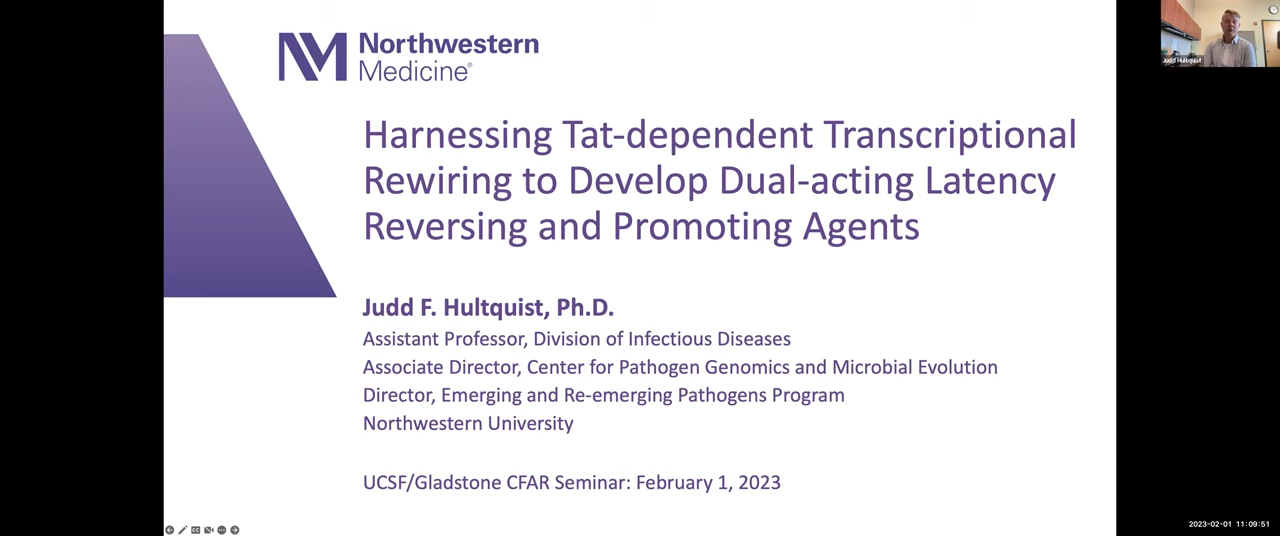 Northwestern
Medicine®
Harnessing Tat-dependent Transcriptional
Rewiring to Develop Dual-acting Latency
Reversing and Promoting Agents
Judd F. Hultquist, Ph.D.
Assistant Professor, Division of Infectious Diseases
Associate Director, Center for Pathogen Genomics and Microbial Evolution
Director, Emerging and Re-emerging Pathogens Program
Northwestern University
UCSF/Gladstone CFAR Seminar: February 1, 2023
Judd Hultquist
2023-02-01 11:09:51